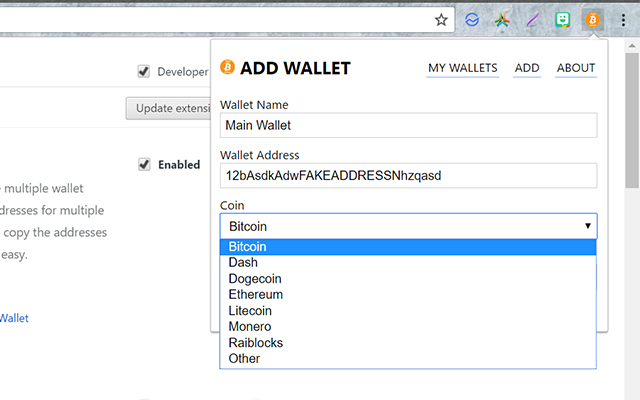 Developer
ADD WALLET
MY WALLETS
ADD
ABOUT
Update extensi
Wallet Name
Main Wallet
Enabled
Wallet Address
12bAsdkAdwFAKEADDRESSNhzqasd
multiple wallet
dresses for multiple
copy the addresses
easy.
Coin
Bitcoin
Bitcoin
Dash
Dogecoin
Ethereum
Litecoin
Monero
Raiblocks
Other
Wallet